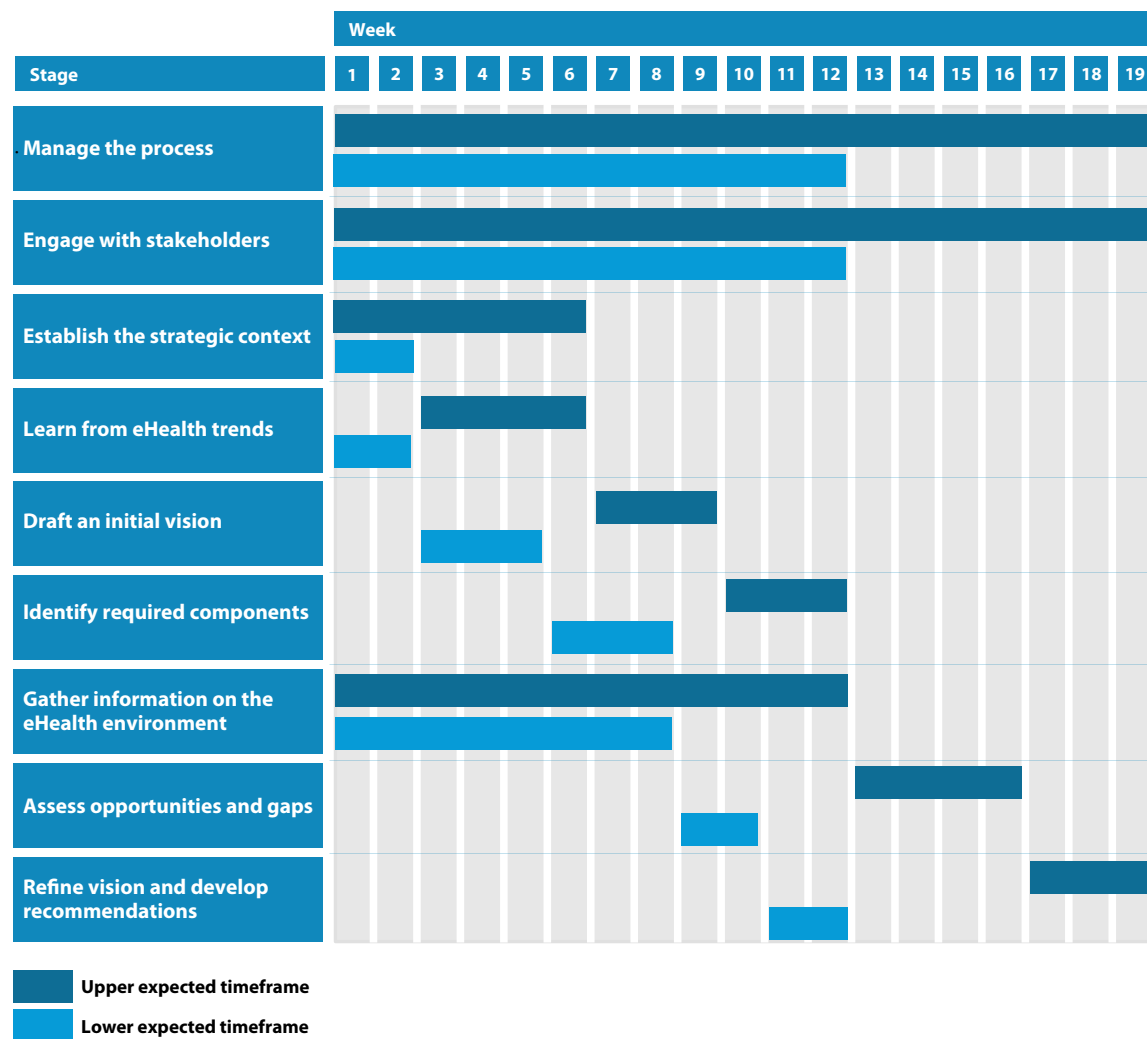 Week
Stage
1 2 3 4 5 6 7 8 9 10 11 12 13 14 15 16 17 18 19
Manage the process
Engage with stakeholders
Establish the strategic context
Learn from eHealth trends
Draft an initial vision
Identify required components
Gather information on the
eHealth environment
Assess opportunities and gaps
Refine vision and develop
recommendations
Upper expected timeframe
Lower expected timeframe